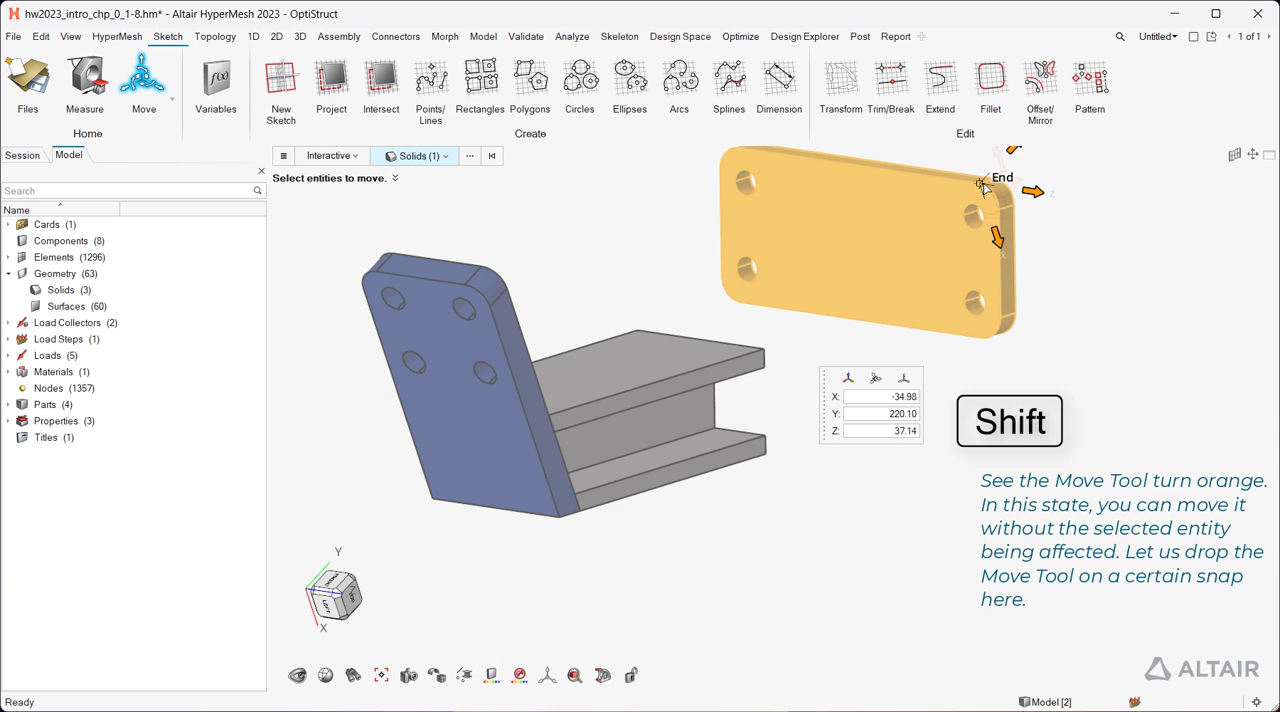 hw2023_intro_chp_0_1-8.hm* - Altair HyperMesh 2023 - OptiStruct
File Edit View HyperMesh Sketch Topology 1D 2D 3D Assembly Connectors Morph Model Validate Analyze Skeleton Design Space Optimize Design Explorer Post Report Untitled 1 of 1
Files Measure Move Variables New Sketch Project Intersect Points/Lines Rectangles Polygons Circles Ellipses Arcs Splines Dimension Transform Trim/Break Extend Fillet Offset/Mirror Pattern
Home Create Edit
Session Model
Interactive Solids (1)
Select entities to move.
Search
Name
Cards (1)
Components (8)
Elements (1296)
Geometry (63)
Solids (3)
Surfaces (60)
Load Collectors (2)
Load Steps (1)
Loads (5)
Materials (1)
Nodes (1357)
Parts (4)
Properties (3)
Titles (1)
End
Z
X
X: -34.98
Y: 220.10
Z: 37.14
Shift
See the Move Tool turn orange.
In this state, you can move it
without the selected entity
being affected. Let us drop the
Move Tool on a certain snap
here.
Y
X
LEFT
ALTAIR
Ready
Model [2]